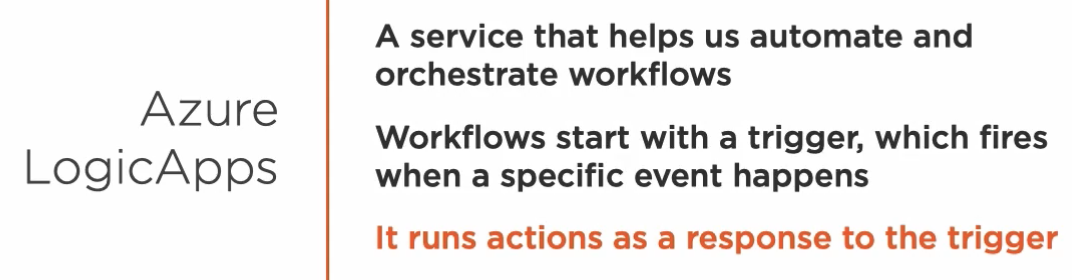 Azure
LogicApps
A service that helps us automate and
orchestrate workflows
Workflows start with a trigger, which fires
when a specific event happens
It runs actions as a response to the trigger